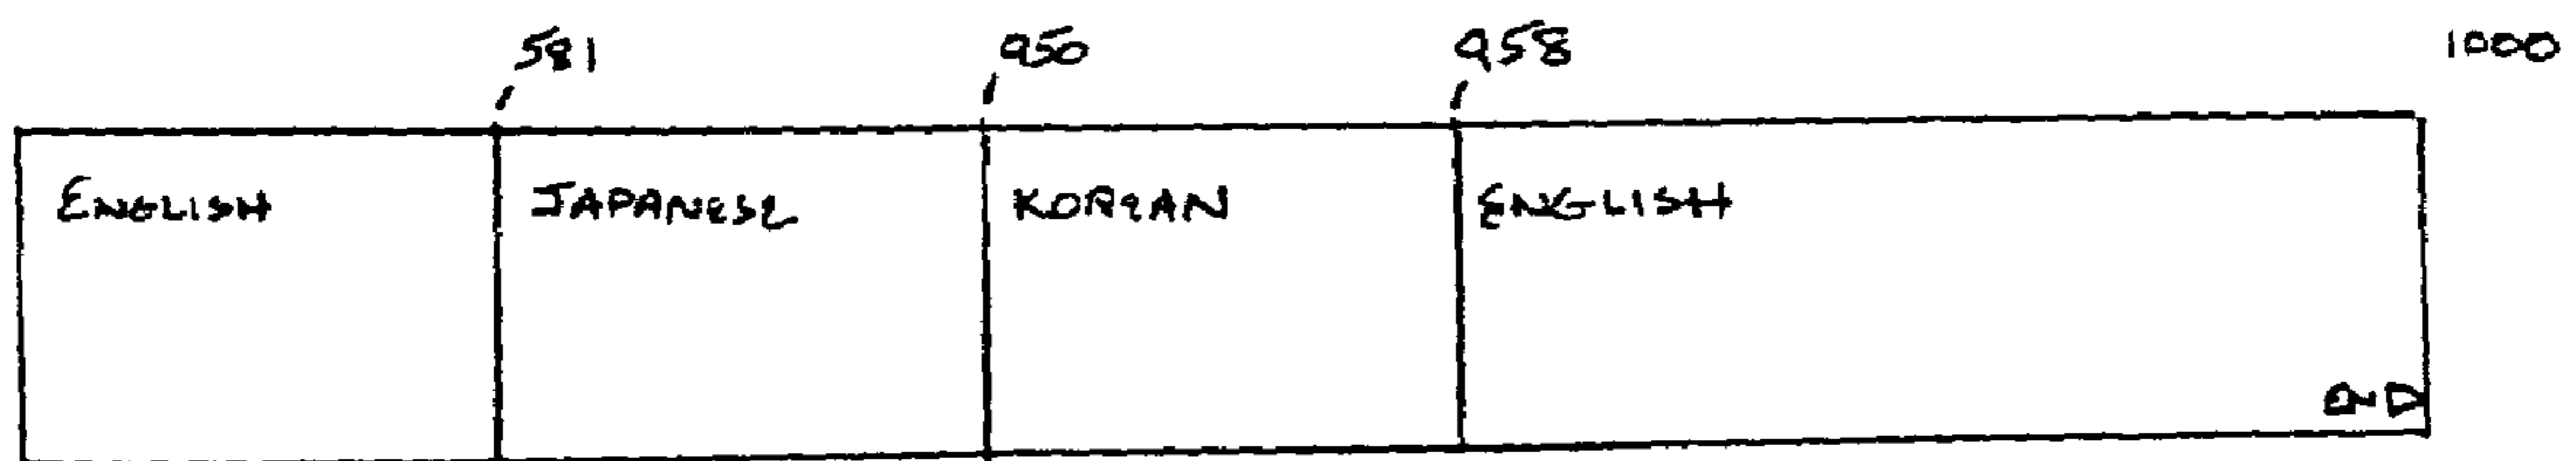 581 950 958 1000
ENGLISH JAPANESE KOREAN ENGLISH
END